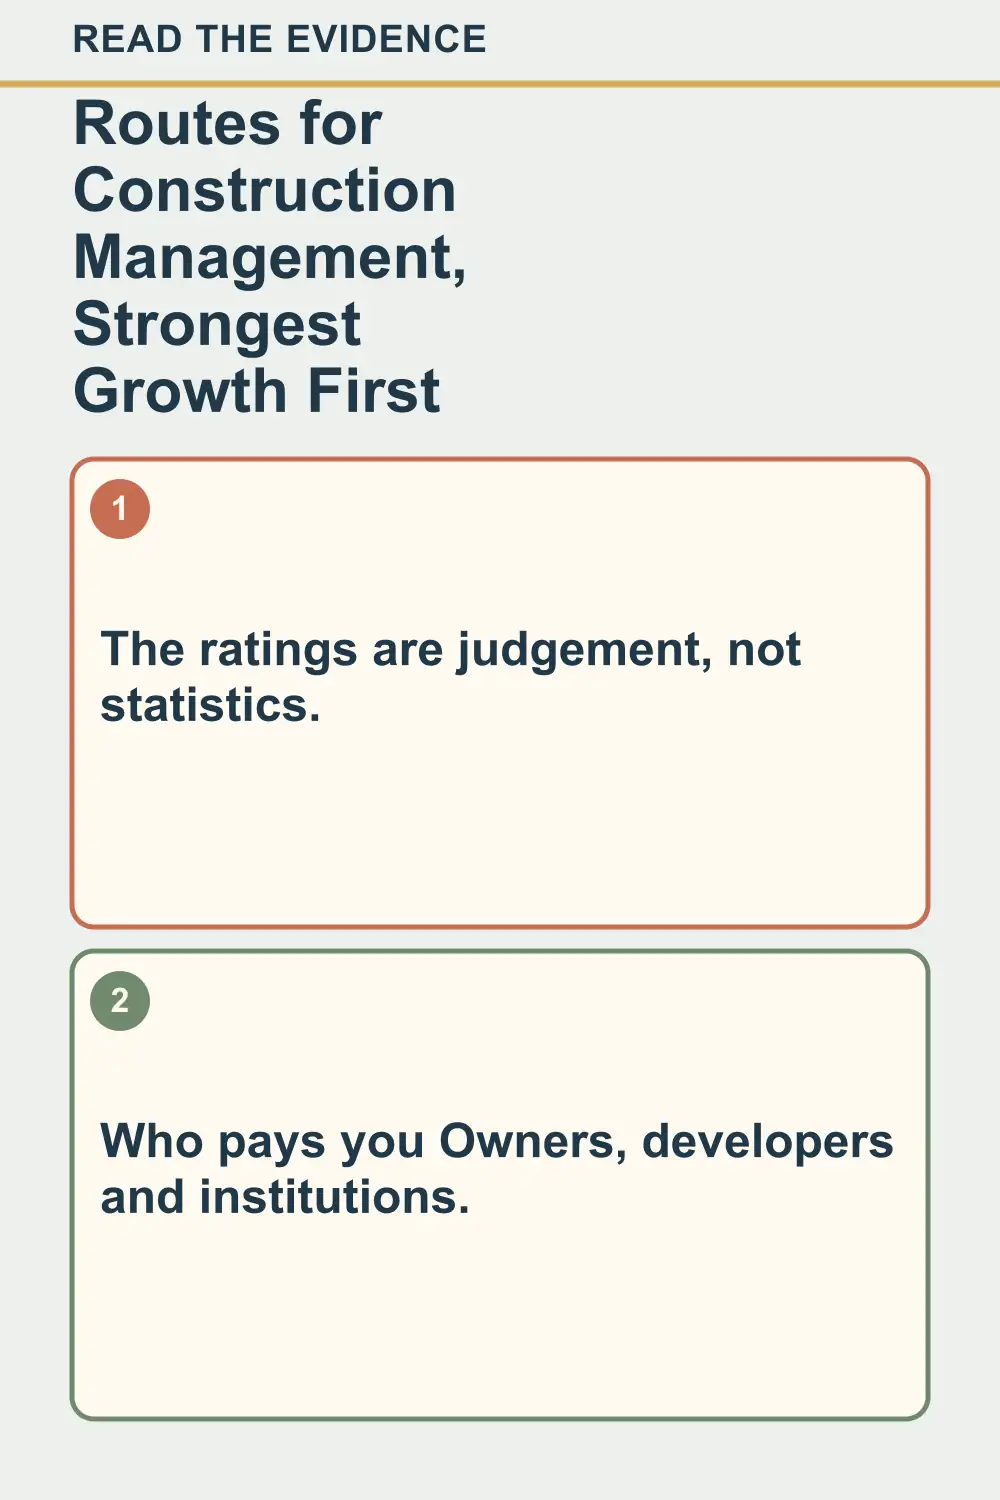 READ THE EVIDENCE
Routes for
Construction
Management,
Strongest
Growth First
1
The ratings are judgement, not
statistics.
2
Who pays you Owners, developers
and institutions.